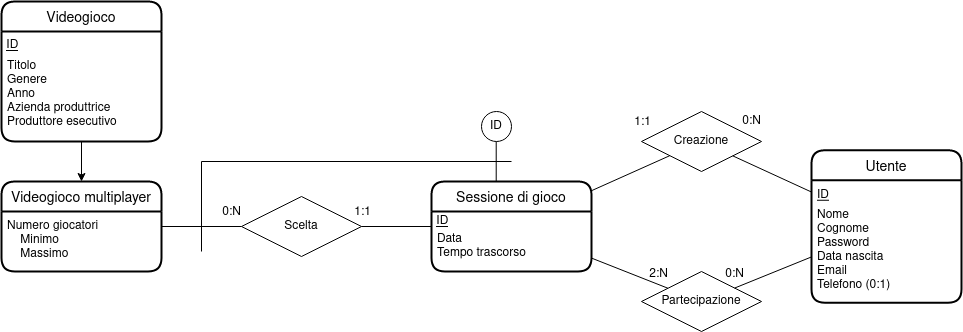 Videogioco
ID
Titolo
Genere
Anno
Azienda produttrice
Produttore esecutivo
Videogioco multiplayer
Numero giocatori
Minimo
Massimo
0:N
Scelta
1:1
ID
Sessione di gioco
ID
Data
Tempo trascorso
1:1
Creazione
0:N
2:N
Partecipazione
0:N
Utente
ID
Nome
Cognome
Password
Data nascita
Email
Telefono (0:1)